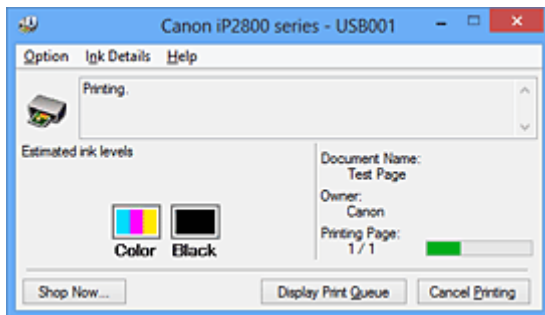 Canon iP2800 series - USB001
Option Ink Details Help
Printing.
Estimated ink levels
Document Name:
Test Page
Owner:
Canon
Printing Page:
1 / 1
Color Black
Shop Now... Display Print Queue Cancel Printing